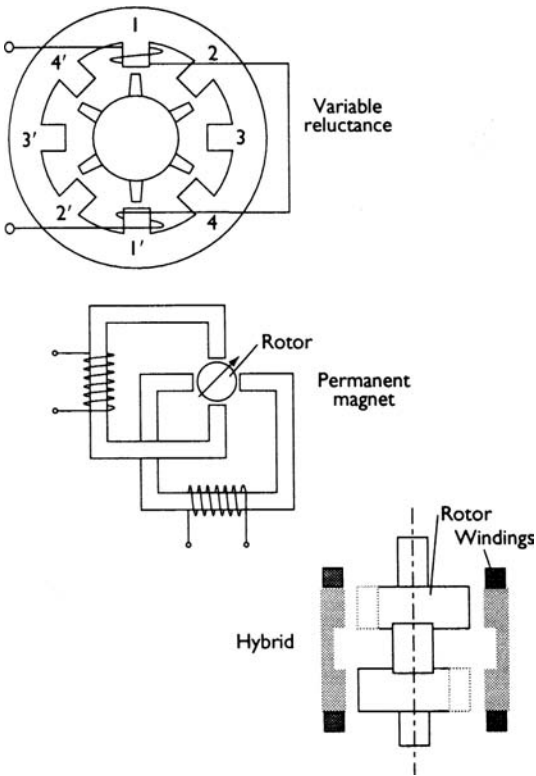 1
2
3
4
1'
2'
3'
4'
Variable
reluctance
Rotor
Permanent
magnet
Rotor
Windings
Hybrid